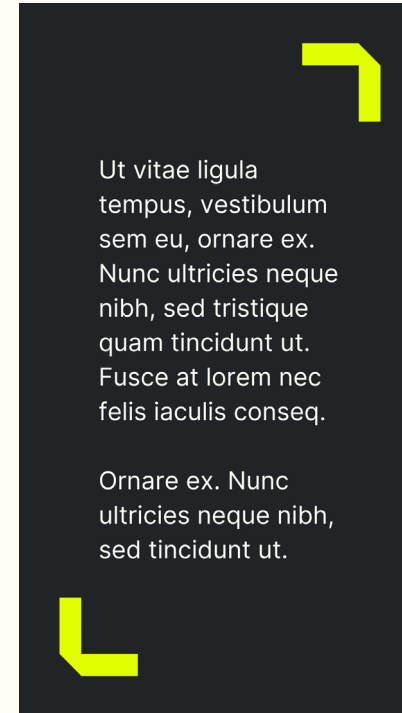 Ut vitae ligula
tempus, vestibulum
sem eu, ornare ex.
Nunc ultricies neque
nibh, sed tristique
quam tincidunt ut.
Fusce at lorem nec
felis iaculis conseq.
Ornare ex. Nunc
ultricies neque nibh,
sed tincidunt ut.